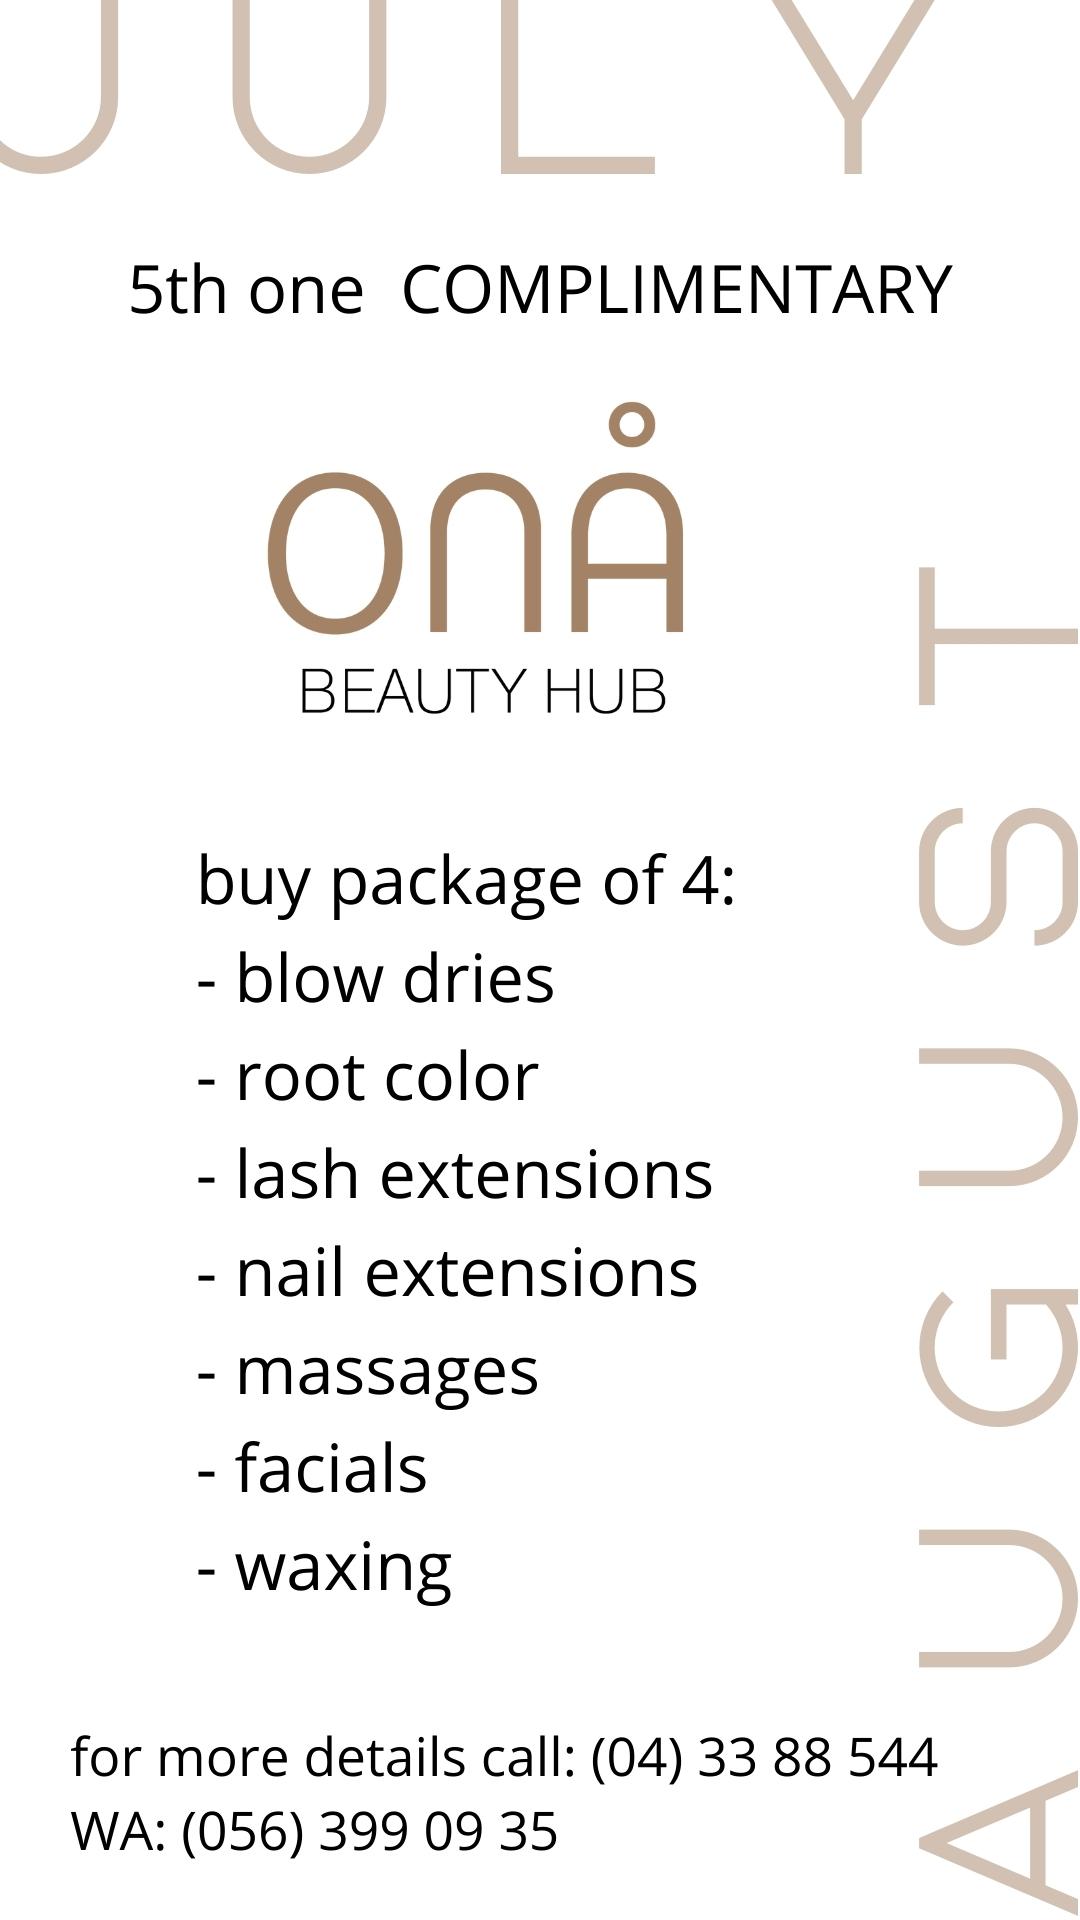 JULY
5th one  COMPLIMENTARY
onå
BEAUTY HUB
buy package of 4:
- blow dries
- root color
- lash extensions
- nail extensions
- massages
- facials
- waxing
AUGUST
for more details call: (04) 33 88 544
WA: (056) 399 09 35